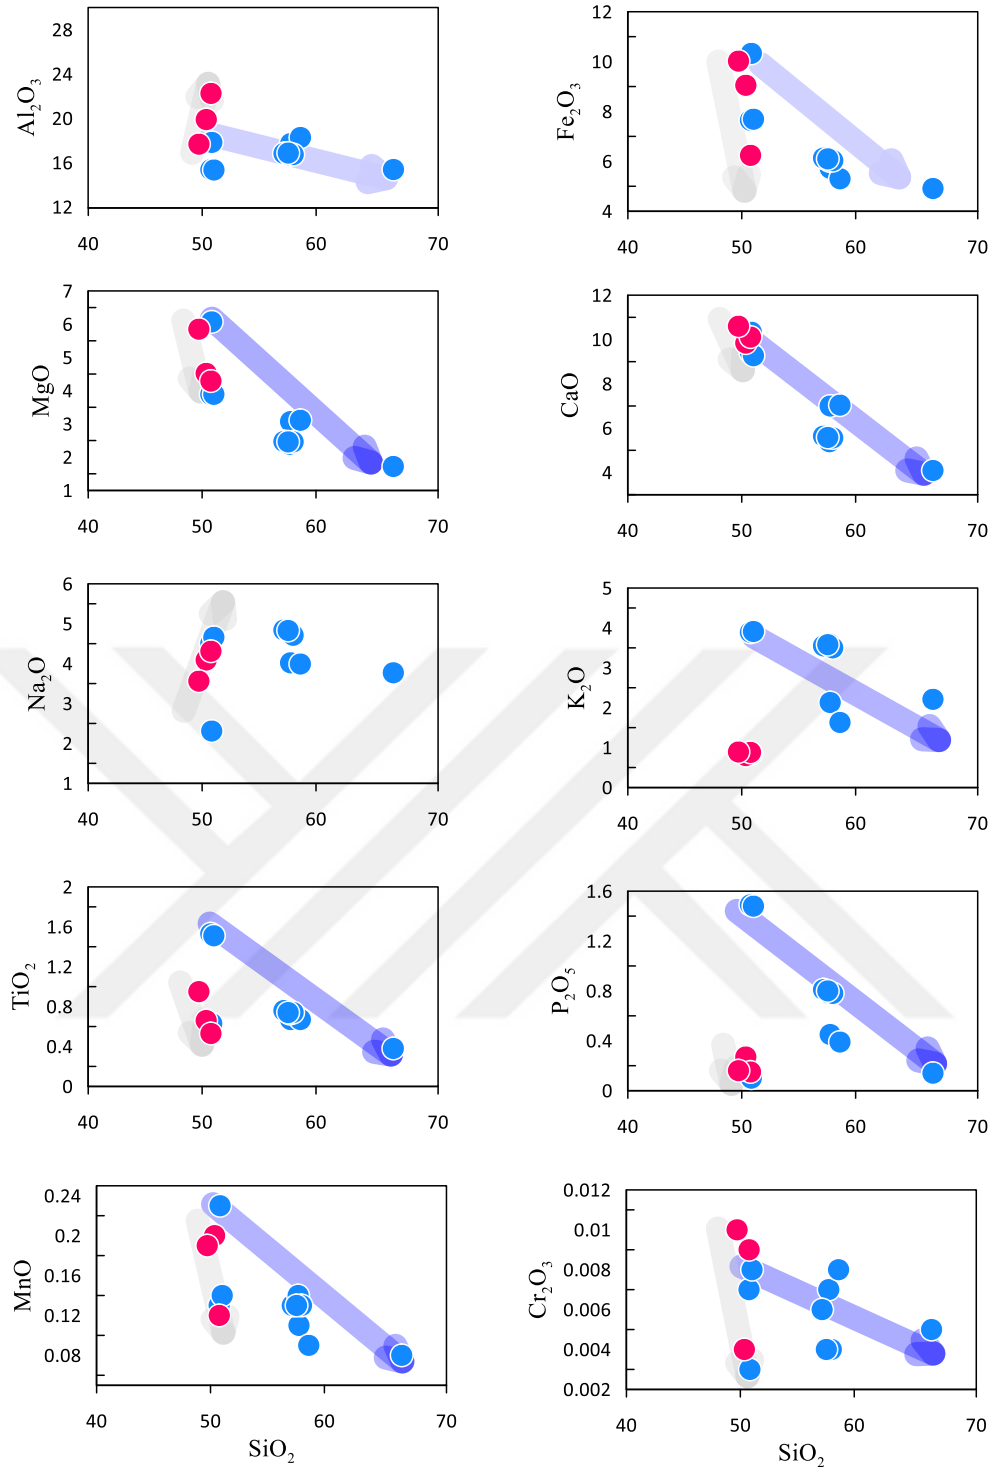 28
24
20
16
12
Al₂O₃
40 50 60 70
12
10
8
6
4
Fe₂O₃
40 50 60 70
7
6
5
4
3
2
1
MgO
40 50 60 70
12
10
8
6
4
CaO
40 50 60 70
6
5
4
3
2
1
Na₂O
40 50 60 70
5
4
3
2
1
0
K₂O
40 50 60 70
2
1.6
1.2
0.8
0.4
0
TiO₂
40 50 60 70
1.6
1.2
0.8
0.4
0
P₂O₅
40 50 60 70
0.24
0.2
0.16
0.12
0.08
MnO
40 50 60 70
SiO₂
0.012
0.01
0.008
0.006
0.004
0.002
Cr₂O₃
40 50 60 70
SiO₂